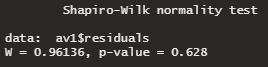 Shapiro-Wilk normality test
data:  av1$residuals
W = 0.96136, p-value = 0.628